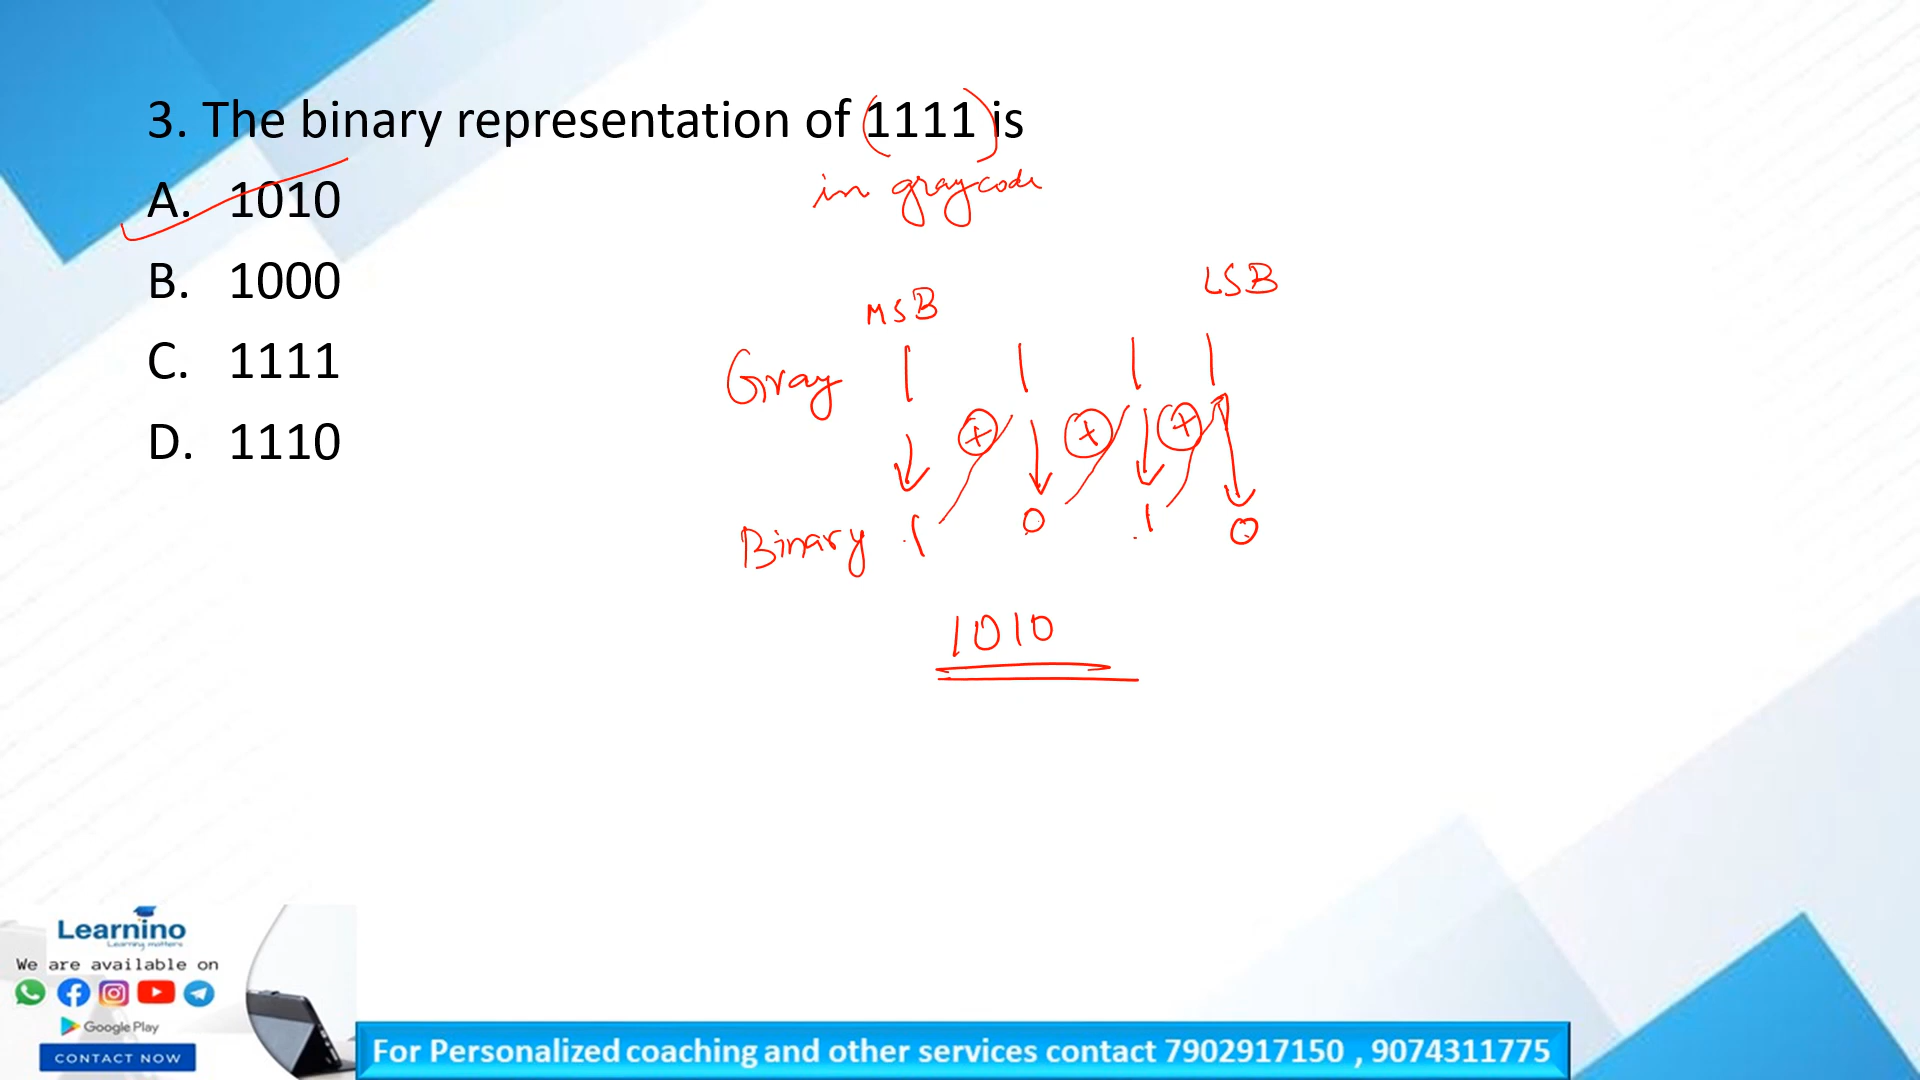 3. The binary representation of (1111) is
in graycode
A. 1010
B. 1000
C. 1111
D. 1110
MSB LSB
Gray 1 1 1 1
+ + +
Binary 1 0 1 0
1010
Learnino
Learning matters
We are available on
Google Play
CONTACT NOW
For Personalized coaching and other services contact 7902917150 , 9074311775